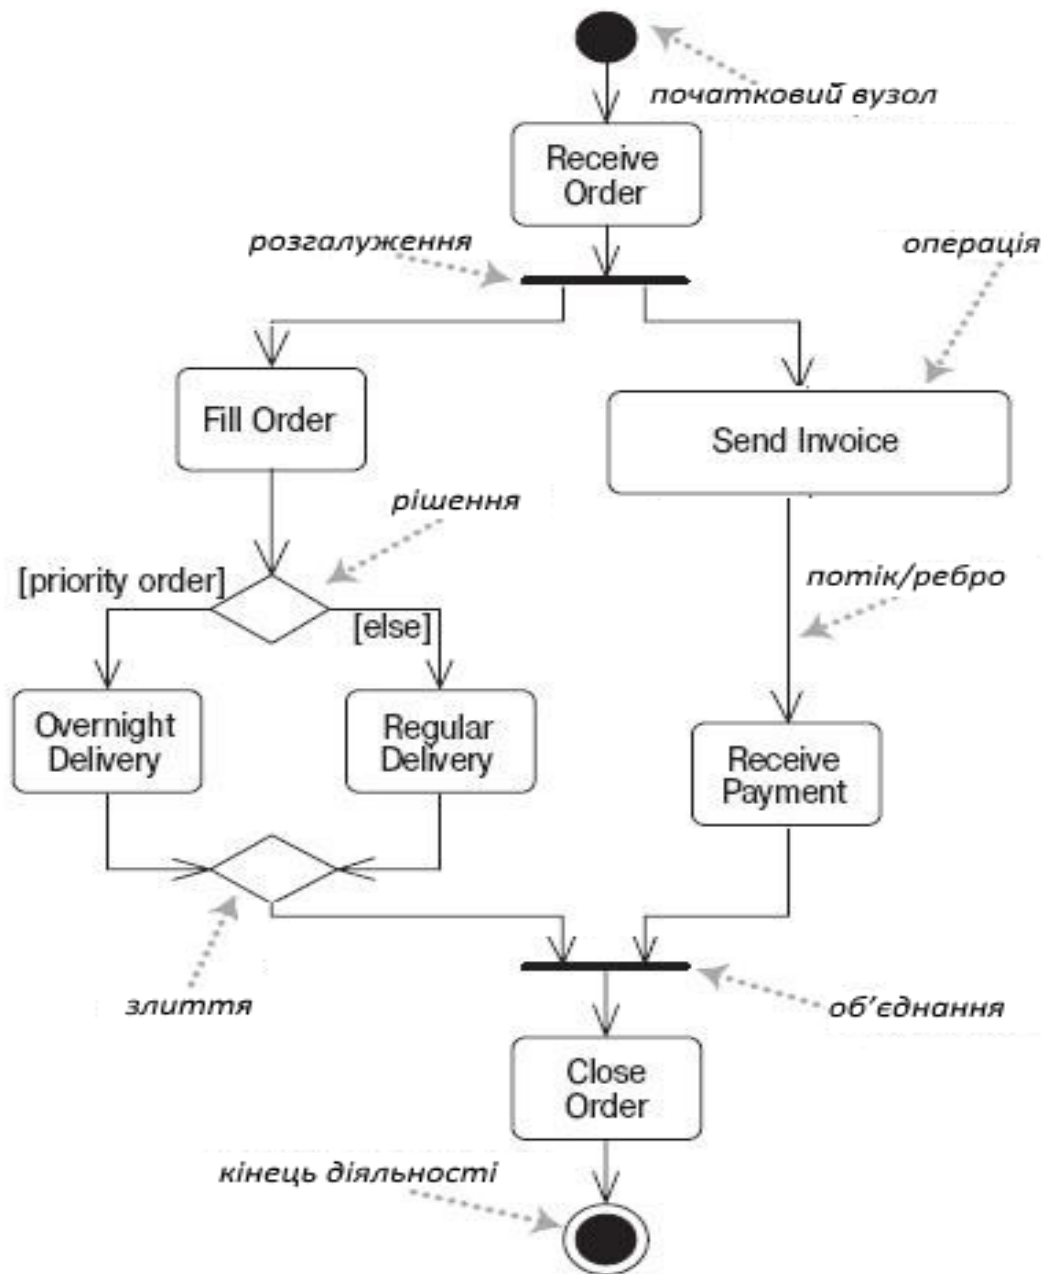 початковий вузол
Receive
Order
розгалуження
операція
Fill Order
Send Invoice
рішення
[priority order]
[else]
потік/ребро
Overnight
Delivery
Regular
Delivery
Receive
Payment
злиття
об’єднання
Close
Order
кінець діяльності